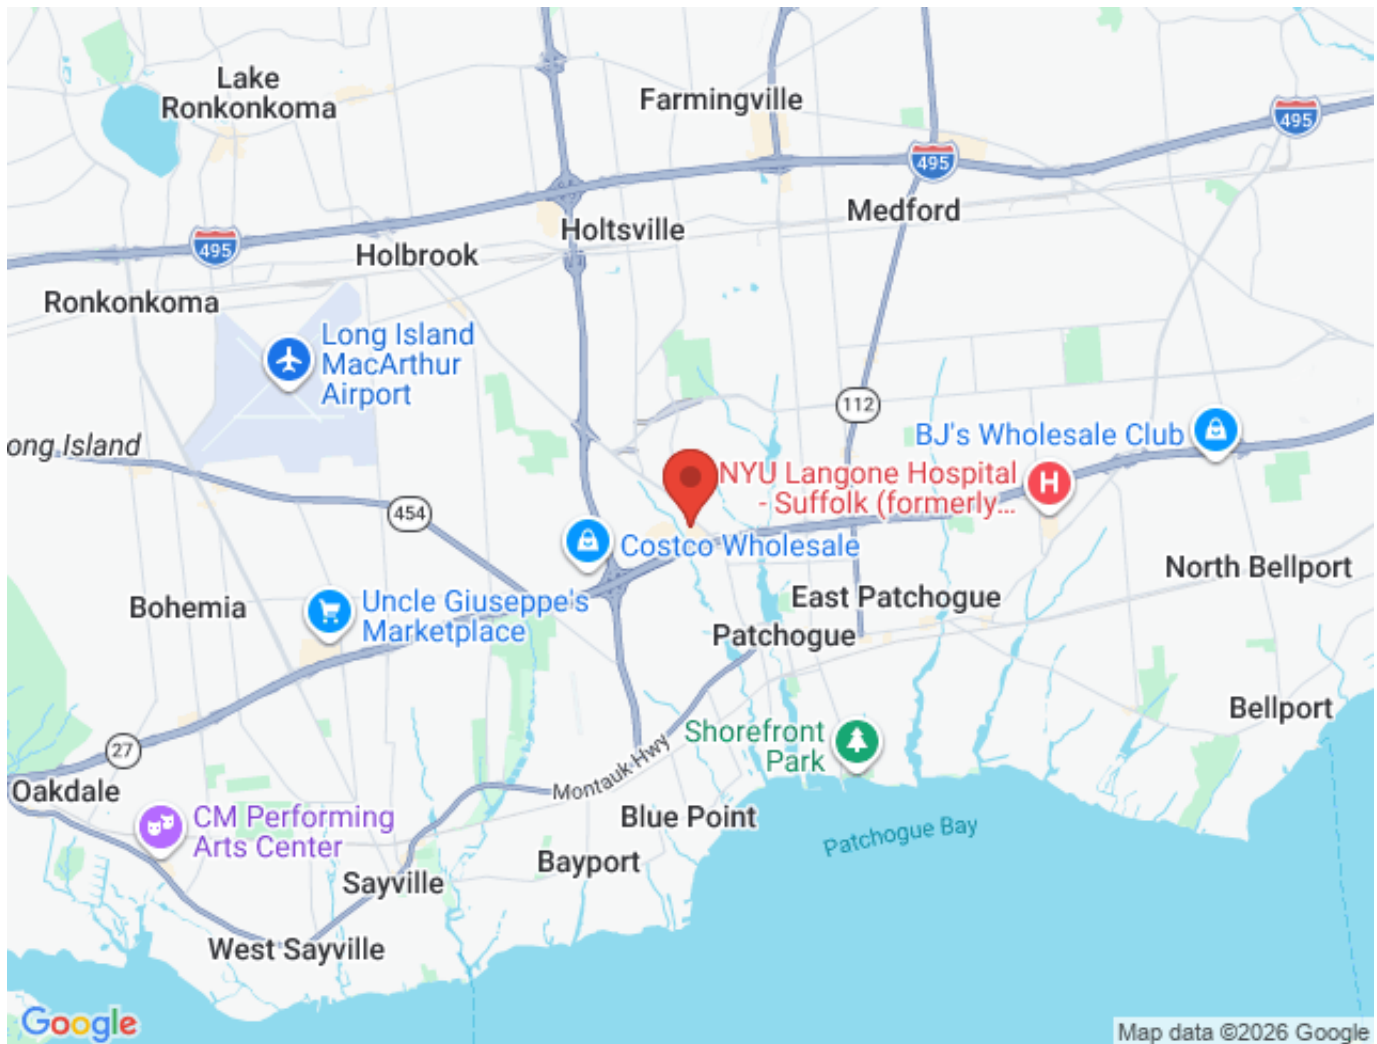 Lake
Ronkonkoma
Farmingville
495
495
Medford
Holtsville
495
Holbrook
Ronkonkoma
Long Island
MacArthur
Airport
112
BJ's Wholesale Club
ong Island
NYU Langone Hospital
- Suffolk (formerly...
H
454
Costco Wholesale
North Bellport
Uncle Giuseppe's
Marketplace
Bohemia
East Patchogue
Patchogue
Bellport
Shorefront
Park
27
Montauk Hwy
Oakdale
CM Performing
Arts Center
Blue Point
Patchogue Bay
Bayport
Sayville
West Sayville
Google
Map data ©2026 Google